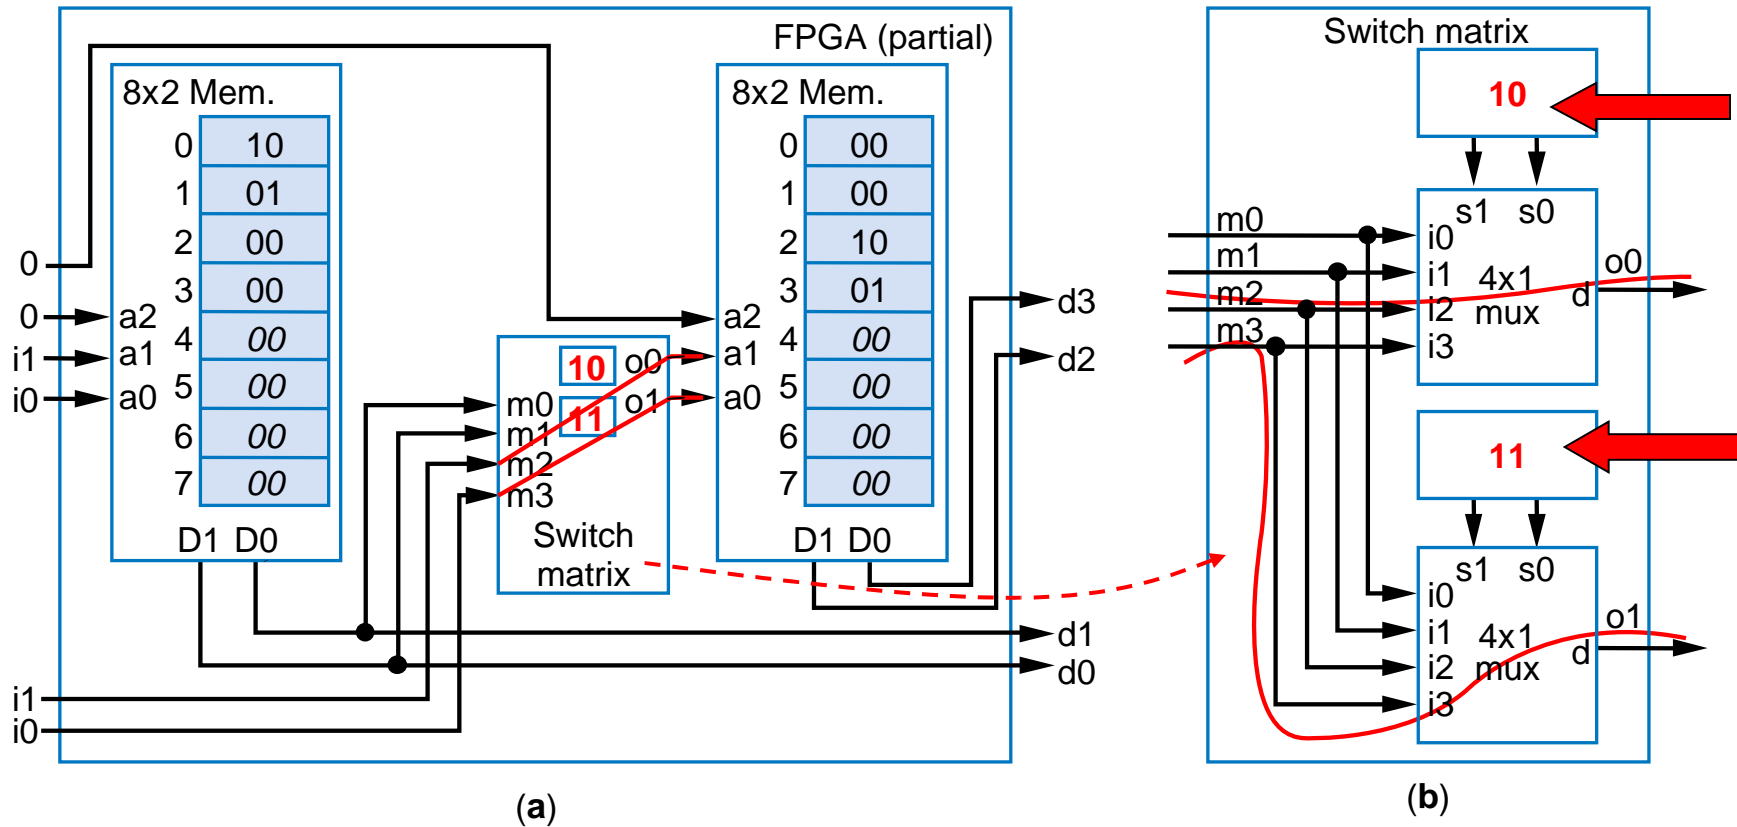 FPGA (partial)
8x2 Mem.
0 10
1 01
2 00
3 00
4 00
5 00
6 00
7 00
D1 D0
0
0
i1
i0
a2
a1
a0
i1
i0
10
11
o0
o1
m0
m1
m2
m3
Switch
matrix
8x2 Mem.
0 00
1 00
2 10
3 01
4 00
5 00
6 00
7 00
D1 D0
a2
a1
a0
d3
d2
d1
d0
(a)
Switch matrix
10
s1 s0
m0
m1
m2
m3
i0
i1
i2
i3
4x1
mux
d
o0
11
s1 s0
i0
i1
i2
i3
4x1
mux
d
o1
(b)